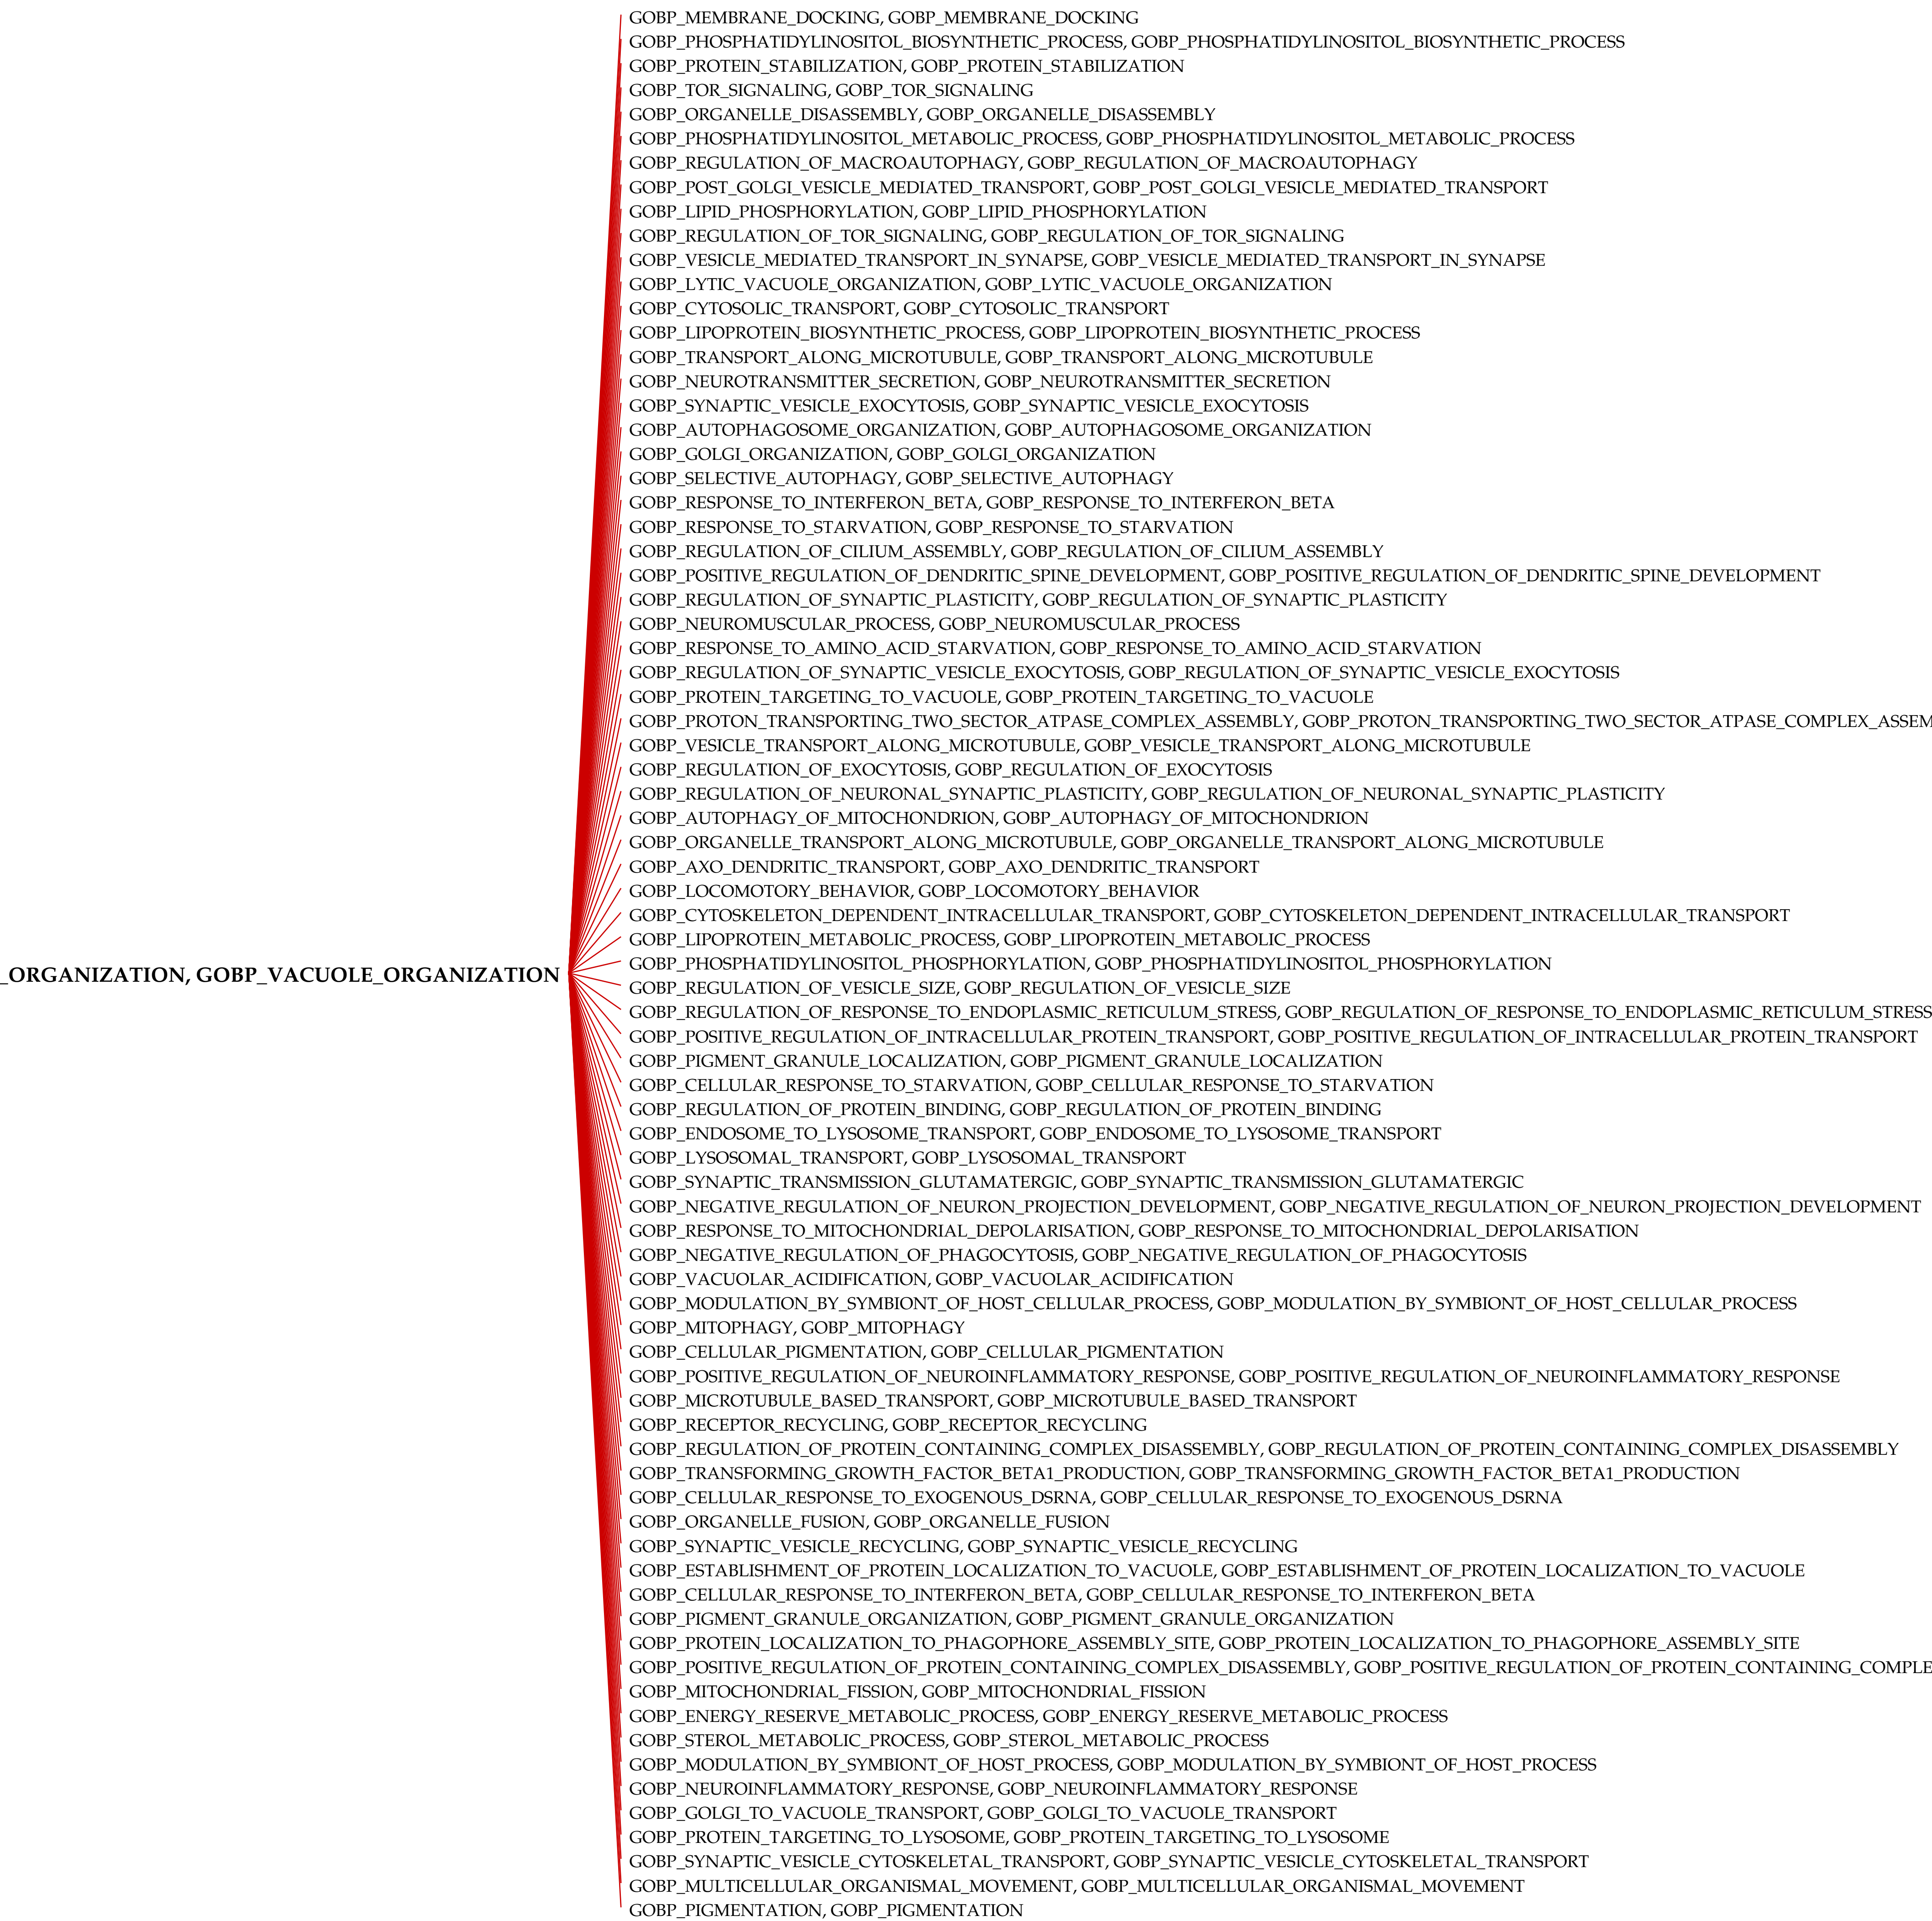 GOBP_MEMBRANE_DOCKING, GOBP_MEMBRANE_DOCKING
GOBP_PHOSPHATIDYLINOSITOL_BIOSYNTHETIC_PROCESS, GOBP_PHOSPHATIDYLINOSITOL_BIOSYNTHETIC_PROCESS
GOBP_PROTEIN_STABILIZATION, GOBP_PROTEIN_STABILIZATION
GOBP_TOR_SIGNALING, GOBP_TOR_SIGNALING
GOBP_ORGANELLE_DISASSEMBLY, GOBP_ORGANELLE_DISASSEMBLY
GOBP_PHOSPHATIDYLINOSITOL_METABOLIC_PROCESS, GOBP_PHOSPHATIDYLINOSITOL_METABOLIC_PROCESS
GOBP_REGULATION_OF_MACROAUTOPHAGY, GOBP_REGULATION_OF_MACROAUTOPHAGY
GOBP_POST_GOLGI_VESICLE_MEDIATED_TRANSPORT, GOBP_POST_GOLGI_VESICLE_MEDIATED_TRANSPORT
GOBP_LIPID_PHOSPHORYLATION, GOBP_LIPID_PHOSPHORYLATION
GOBP_REGULATION_OF_TOR_SIGNALING, GOBP_REGULATION_OF_TOR_SIGNALING
GOBP_VESICLE_MEDIATED_TRANSPORT_IN_SYNAPSE, GOBP_VESICLE_MEDIATED_TRANSPORT_IN_SYNAPSE
GOBP_LYTIC_VACUOLE_ORGANIZATION, GOBP_LYTIC_VACUOLE_ORGANIZATION
GOBP_CYTOSOLIC_TRANSPORT, GOBP_CYTOSOLIC_TRANSPORT
GOBP_LIPOPROTEIN_BIOSYNTHETIC_PROCESS, GOBP_LIPOPROTEIN_BIOSYNTHETIC_PROCESS
GOBP_TRANSPORT_ALONG_MICROTUBULE, GOBP_TRANSPORT_ALONG_MICROTUBULE
GOBP_NEUROTRANSMITTER_SECRETION, GOBP_NEUROTRANSMITTER_SECRETION
GOBP_SYNAPTIC_VESICLE_EXOCYTOSIS, GOBP_SYNAPTIC_VESICLE_EXOCYTOSIS
GOBP_AUTOPHAGOSOME_ORGANIZATION, GOBP_AUTOPHAGOSOME_ORGANIZATION
GOBP_GOLGI_ORGANIZATION, GOBP_GOLGI_ORGANIZATION
GOBP_SELECTIVE_AUTOPHAGY, GOBP_SELECTIVE_AUTOPHAGY
GOBP_RESPONSE_TO_INTERFERON_BETA, GOBP_RESPONSE_TO_INTERFERON_BETA
GOBP_RESPONSE_TO_STARVATION, GOBP_RESPONSE_TO_STARVATION
GOBP_REGULATION_OF_CILIUM_ASSEMBLY, GOBP_REGULATION_OF_CILIUM_ASSEMBLY
GOBP_POSITIVE_REGULATION_OF_DENDRITIC_SPINE_DEVELOPMENT, GOBP_POSITIVE_REGULATION_OF_DENDRITIC_SPINE_DEVELOPMENT
GOBP_REGULATION_OF_SYNAPTIC_PLASTICITY, GOBP_REGULATION_OF_SYNAPTIC_PLASTICITY
GOBP_NEUROMUSCULAR_PROCESS, GOBP_NEUROMUSCULAR_PROCESS
GOBP_RESPONSE_TO_AMINO_ACID_STARVATION, GOBP_RESPONSE_TO_AMINO_ACID_STARVATION
GOBP_REGULATION_OF_SYNAPTIC_VESICLE_EXOCYTOSIS, GOBP_REGULATION_OF_SYNAPTIC_VESICLE_EXOCYTOSIS
GOBP_PROTEIN_TARGETING_TO_VACUOLE, GOBP_PROTEIN_TARGETING_TO_VACUOLE
GOBP_PROTON_TRANSPORTING_TWO_SECTOR_ATPASE_COMPLEX_ASSEMBLY, GOBP_PROTON_TRANSPORTING_TWO_SECTOR_ATPASE_COMPLEX_ASSEM
GOBP_VESICLE_TRANSPORT_ALONG_MICROTUBULE, GOBP_VESICLE_TRANSPORT_ALONG_MICROTUBULE
GOBP_REGULATION_OF_EXOCYTOSIS, GOBP_REGULATION_OF_EXOCYTOSIS
GOBP_REGULATION_OF_NEURONAL_SYNAPTIC_PLASTICITY, GOBP_REGULATION_OF_NEURONAL_SYNAPTIC_PLASTICITY
GOBP_AUTOPHAGY_OF_MITOCHONDRION, GOBP_AUTOPHAGY_OF_MITOCHONDRION
GOBP_ORGANELLE_TRANSPORT_ALONG_MICROTUBULE, GOBP_ORGANELLE_TRANSPORT_ALONG_MICROTUBULE
GOBP_AXO_DENDRITIC_TRANSPORT, GOBP_AXO_DENDRITIC_TRANSPORT
GOBP_LOCOMOTORY_BEHAVIOR, GOBP_LOCOMOTORY_BEHAVIOR
GOBP_CYTOSKELETON_DEPENDENT_INTRACELLULAR_TRANSPORT, GOBP_CYTOSKELETON_DEPENDENT_INTRACELLULAR_TRANSPORT
GOBP_LIPOPROTEIN_METABOLIC_PROCESS, GOBP_LIPOPROTEIN_METABOLIC_PROCESS
GOBP_PHOSPHATIDYLINOSITOL_PHOSPHORYLATION, GOBP_PHOSPHATIDYLINOSITOL_PHOSPHORYLATION
_ORGANIZATION, GOBP_VACUOLE_ORGANIZATION
GOBP_REGULATION_OF_VESICLE_SIZE, GOBP_REGULATION_OF_VESICLE_SIZE
GOBP_REGULATION_OF_RESPONSE_TO_ENDOPLASMIC_RETICULUM_STRESS, GOBP_REGULATION_OF_RESPONSE_TO_ENDOPLASMIC_RETICULUM_STRESS
GOBP_POSITIVE_REGULATION_OF_INTRACELLULAR_PROTEIN_TRANSPORT, GOBP_POSITIVE_REGULATION_OF_INTRACELLULAR_PROTEIN_TRANSPORT
GOBP_PIGMENT_GRANULE_LOCALIZATION, GOBP_PIGMENT_GRANULE_LOCALIZATION
GOBP_CELLULAR_RESPONSE_TO_STARVATION, GOBP_CELLULAR_RESPONSE_TO_STARVATION
GOBP_REGULATION_OF_PROTEIN_BINDING, GOBP_REGULATION_OF_PROTEIN_BINDING
GOBP_ENDOSOME_TO_LYSOSOME_TRANSPORT, GOBP_ENDOSOME_TO_LYSOSOME_TRANSPORT
GOBP_LYSOSOMAL_TRANSPORT, GOBP_LYSOSOMAL_TRANSPORT
GOBP_SYNAPTIC_TRANSMISSION_GLUTAMATERGIC, GOBP_SYNAPTIC_TRANSMISSION_GLUTAMATERGIC
GOBP_NEGATIVE_REGULATION_OF_NEURON_PROJECTION_DEVELOPMENT, GOBP_NEGATIVE_REGULATION_OF_NEURON_PROJECTION_DEVELOPMENT
GOBP_RESPONSE_TO_MITOCHONDRIAL_DEPOLARISATION, GOBP_RESPONSE_TO_MITOCHONDRIAL_DEPOLARISATION
GOBP_NEGATIVE_REGULATION_OF_PHAGOCYTOSIS, GOBP_NEGATIVE_REGULATION_OF_PHAGOCYTOSIS
GOBP_VACUOLAR_ACIDIFICATION, GOBP_VACUOLAR_ACIDIFICATION
GOBP_MODULATION_BY_SYMBIONT_OF_HOST_CELLULAR_PROCESS, GOBP_MODULATION_BY_SYMBIONT_OF_HOST_CELLULAR_PROCESS
GOBP_MITOPHAGY, GOBP_MITOPHAGY
GOBP_CELLULAR_PIGMENTATION, GOBP_CELLULAR_PIGMENTATION
GOBP_POSITIVE_REGULATION_OF_NEUROINFLAMMATORY_RESPONSE, GOBP_POSITIVE_REGULATION_OF_NEUROINFLAMMATORY_RESPONSE
GOBP_MICROTUBULE_BASED_TRANSPORT, GOBP_MICROTUBULE_BASED_TRANSPORT
GOBP_RECEPTOR_RECYCLING, GOBP_RECEPTOR_RECYCLING
GOBP_REGULATION_OF_PROTEIN_CONTAINING_COMPLEX_DISASSEMBLY, GOBP_REGULATION_OF_PROTEIN_CONTAINING_COMPLEX_DISASSEMBLY
GOBP_TRANSFORMING_GROWTH_FACTOR_BETA1_PRODUCTION, GOBP_TRANSFORMING_GROWTH_FACTOR_BETA1_PRODUCTION
GOBP_CELLULAR_RESPONSE_TO_EXOGENOUS_DSRNA, GOBP_CELLULAR_RESPONSE_TO_EXOGENOUS_DSRNA
GOBP_ORGANELLE_FUSION, GOBP_ORGANELLE_FUSION
GOBP_SYNAPTIC_VESICLE_RECYCLING, GOBP_SYNAPTIC_VESICLE_RECYCLING
GOBP_ESTABLISHMENT_OF_PROTEIN_LOCALIZATION_TO_VACUOLE, GOBP_ESTABLISHMENT_OF_PROTEIN_LOCALIZATION_TO_VACUOLE
GOBP_CELLULAR_RESPONSE_TO_INTERFERON_BETA, GOBP_CELLULAR_RESPONSE_TO_INTERFERON_BETA
GOBP_PIGMENT_GRANULE_ORGANIZATION, GOBP_PIGMENT_GRANULE_ORGANIZATION
GOBP_PROTEIN_LOCALIZATION_TO_PHAGOPHORE_ASSEMBLY_SITE, GOBP_PROTEIN_LOCALIZATION_TO_PHAGOPHORE_ASSEMBLY_SITE
GOBP_POSITIVE_REGULATION_OF_PROTEIN_CONTAINING_COMPLEX_DISASSEMBLY, GOBP_POSITIVE_REGULATION_OF_PROTEIN_CONTAINING_COMPLE
GOBP_MITOCHONDRIAL_FISSION, GOBP_MITOCHONDRIAL_FISSION
GOBP_ENERGY_RESERVE_METABOLIC_PROCESS, GOBP_ENERGY_RESERVE_METABOLIC_PROCESS
GOBP_STEROL_METABOLIC_PROCESS, GOBP_STEROL_METABOLIC_PROCESS
GOBP_MODULATION_BY_SYMBIONT_OF_HOST_PROCESS, GOBP_MODULATION_BY_SYMBIONT_OF_HOST_PROCESS
GOBP_NEUROINFLAMMATORY_RESPONSE, GOBP_NEUROINFLAMMATORY_RESPONSE
GOBP_GOLGI_TO_VACUOLE_TRANSPORT, GOBP_GOLGI_TO_VACUOLE_TRANSPORT
GOBP_PROTEIN_TARGETING_TO_LYSOSOME, GOBP_PROTEIN_TARGETING_TO_LYSOSOME
GOBP_SYNAPTIC_VESICLE_CYTOSKELETAL_TRANSPORT, GOBP_SYNAPTIC_VESICLE_CYTOSKELETAL_TRANSPORT
GOBP_MULTICELLULAR_ORGANISMAL_MOVEMENT, GOBP_MULTICELLULAR_ORGANISMAL_MOVEMENT
GOBP_PIGMENTATION, GOBP_PIGMENTATION